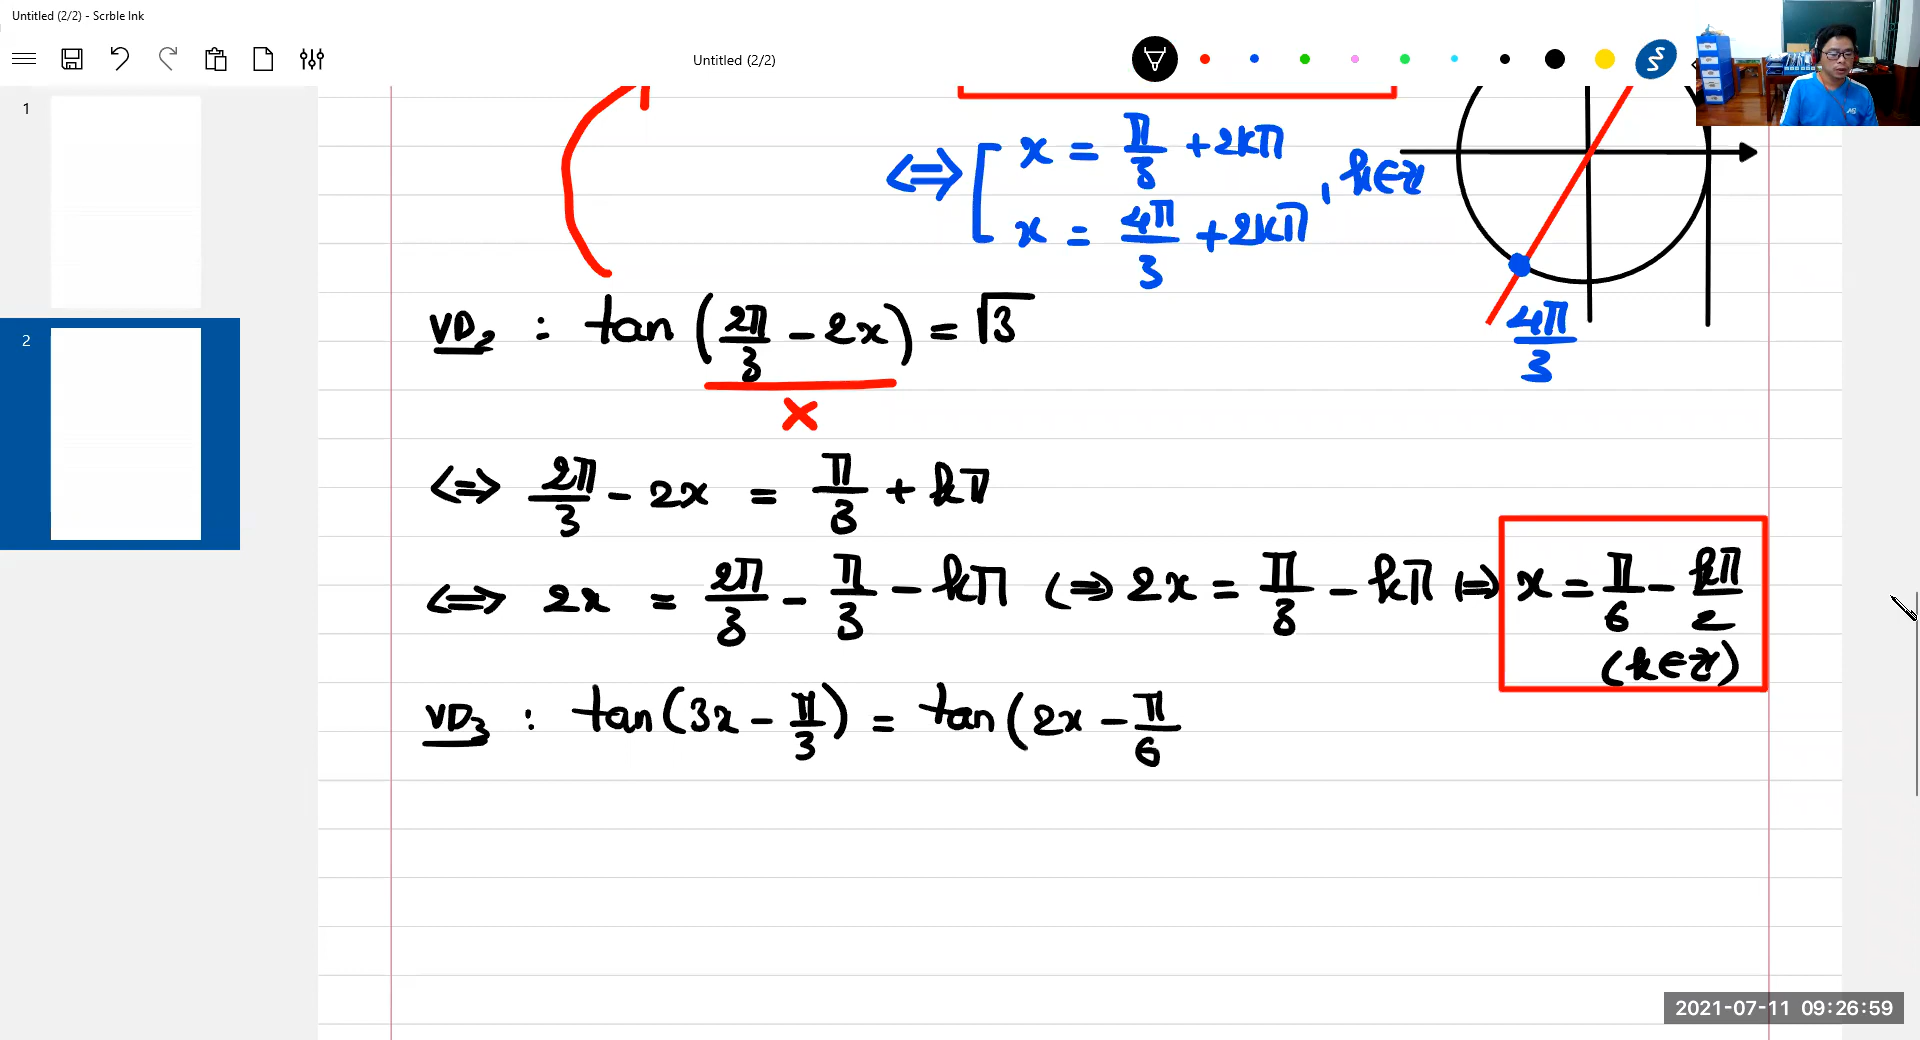 Untitled (2/2) - Scrble Ink
Untitled (2/2)
1
2
⇔ [ x = π/3 + 2kπ
x = 4π/3 + 2kπ , k∈Z
4π/3
VD2 : tan(2π/3 - 2x) = √3
X
⇔ 2π/3 - 2x = π/3 + kπ
⇔ 2x = 2π/3 - π/3 - kπ ⇔ 2x = π/3 - kπ ⇔ x = π/6 - kπ/2
(k∈Z)
VD3 : tan(3x - π/3) = tan(2x - π/6
2021-07-11 09:26:59